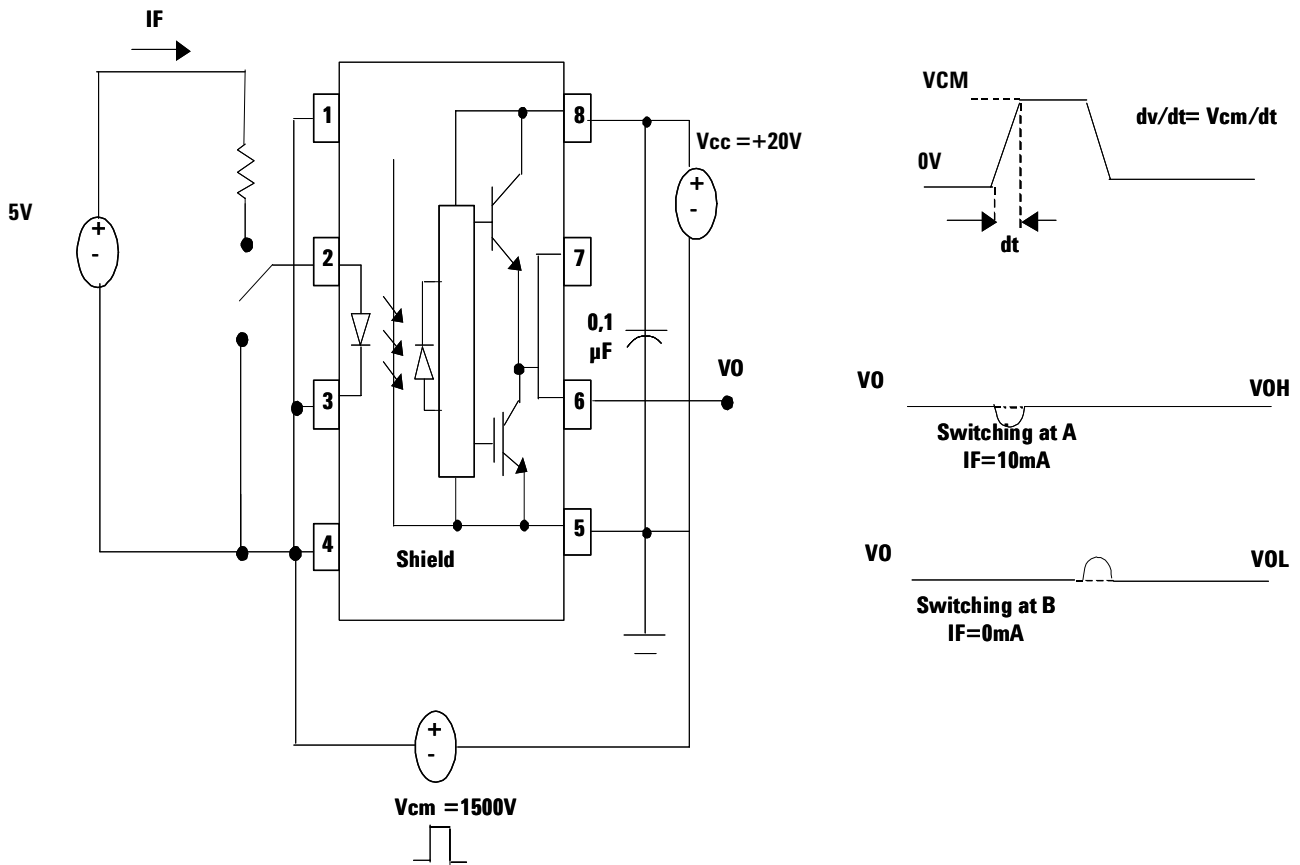 IF
5V
1
2
3
4
8
7
6
5
Shield
Vcc =+20V
0,1
µF
VO
+
-
+
-
+
-
Vcm =1500V
VCM
0V
dt
dv/dt= Vcm/dt
VO
VOH
Switching at A
IF=10mA
VO
VOL
Switching at B
IF=0mA